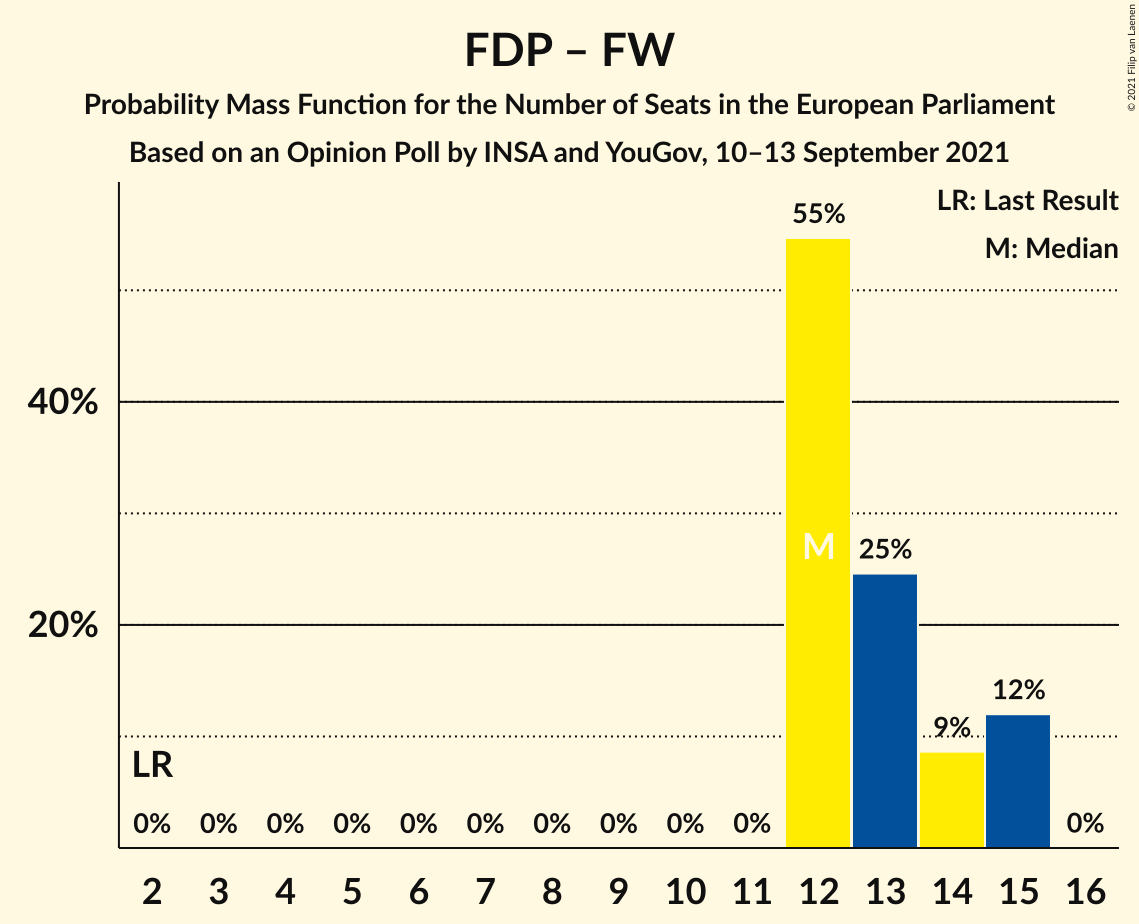 FDP – FW
Probability Mass Function for the Number of Seats in the European Parliament
Based on an Opinion Poll by INSA and YouGov, 10–13 September 2021
© 2021 Filip van Laenen
LR: Last Result
M: Median
55%
40%
M
25%
20%
12%
9%
LR
0% 0% 0% 0% 0% 0% 0% 0% 0% 0% 0%
2 3 4 5 6 7 8 9 10 11 12 13 14 15 16